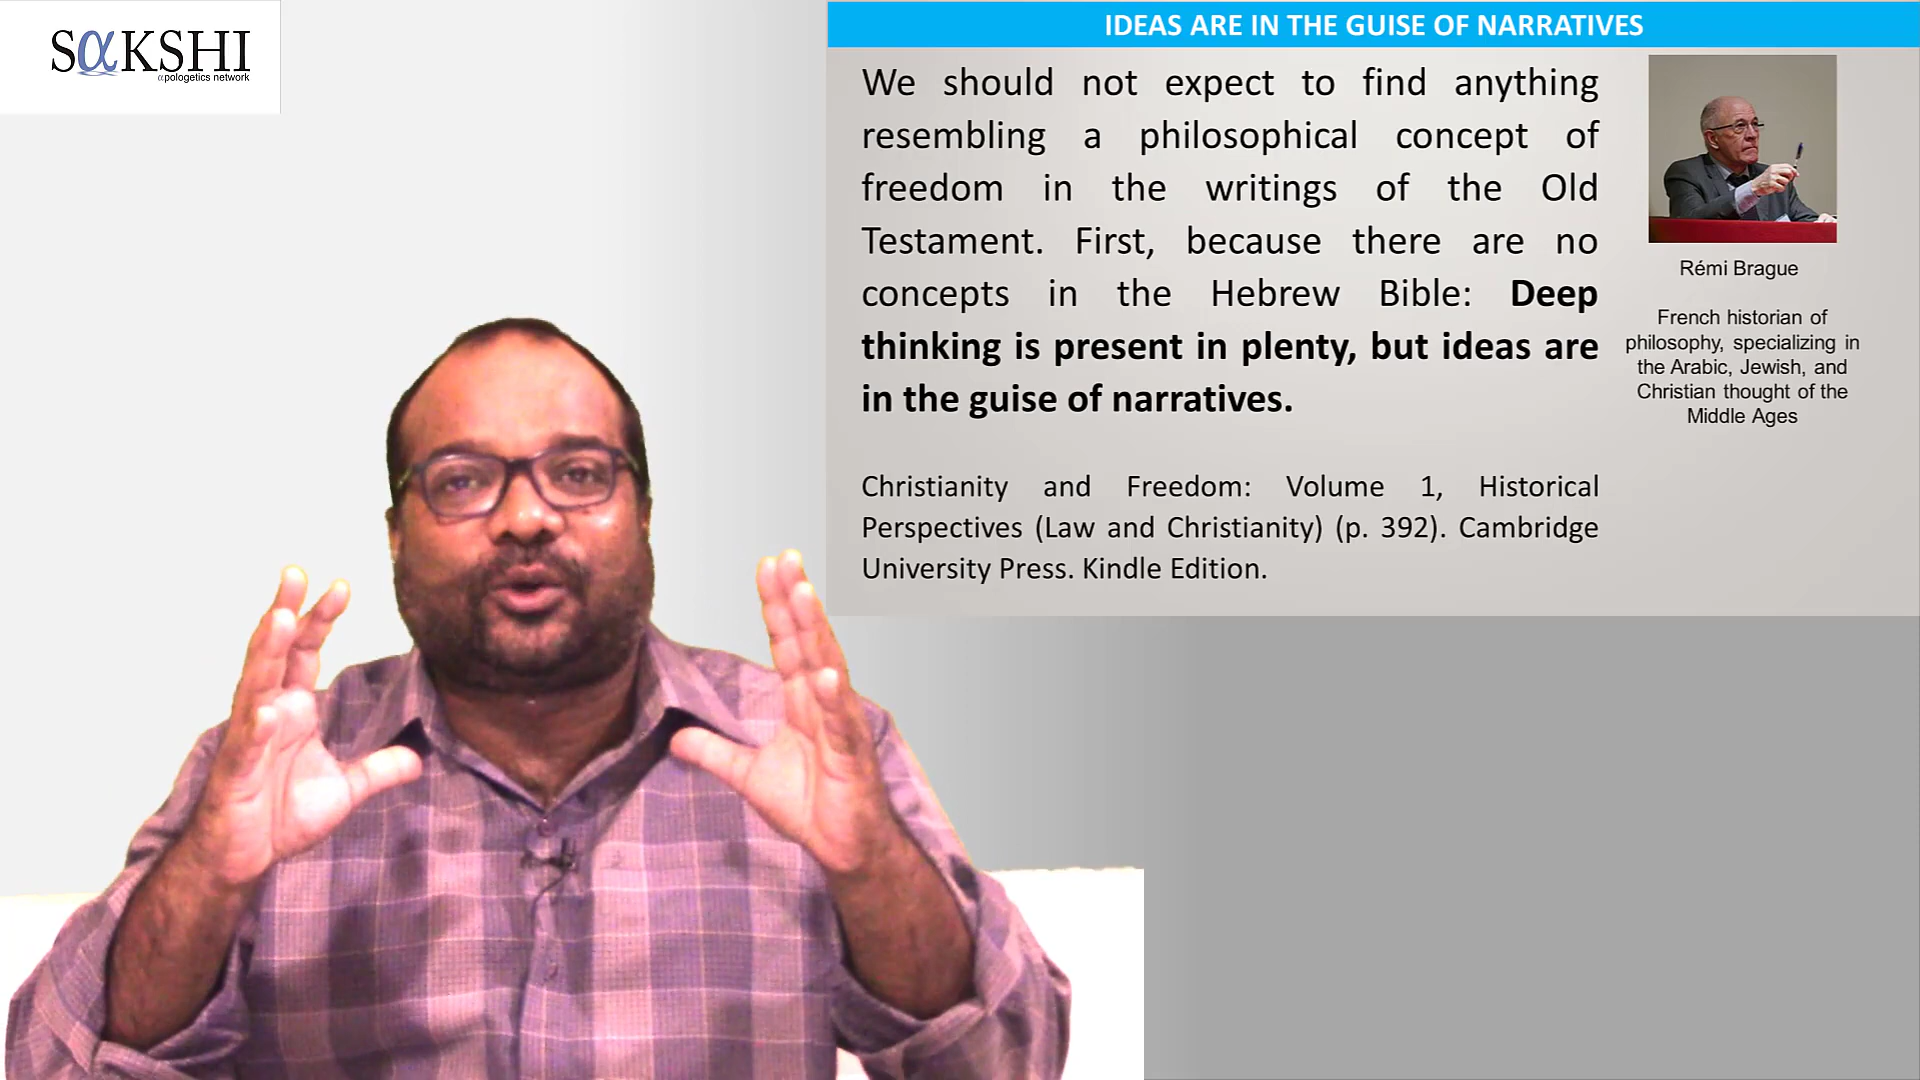 SαKSHI
αpologetics network
IDEAS ARE IN THE GUISE OF NARRATIVES
We should not expect to find anything
resembling a philosophical concept of
freedom in the writings of the Old
Testament. First, because there are no
concepts in the Hebrew Bible: Deep
thinking is present in plenty, but ideas are
in the guise of narratives.
Christianity and Freedom: Volume 1, Historical
Perspectives (Law and Christianity) (p. 392). Cambridge
University Press. Kindle Edition.
Rémi Brague
French historian of
philosophy, specializing in
the Arabic, Jewish, and
Christian thought of the
Middle Ages